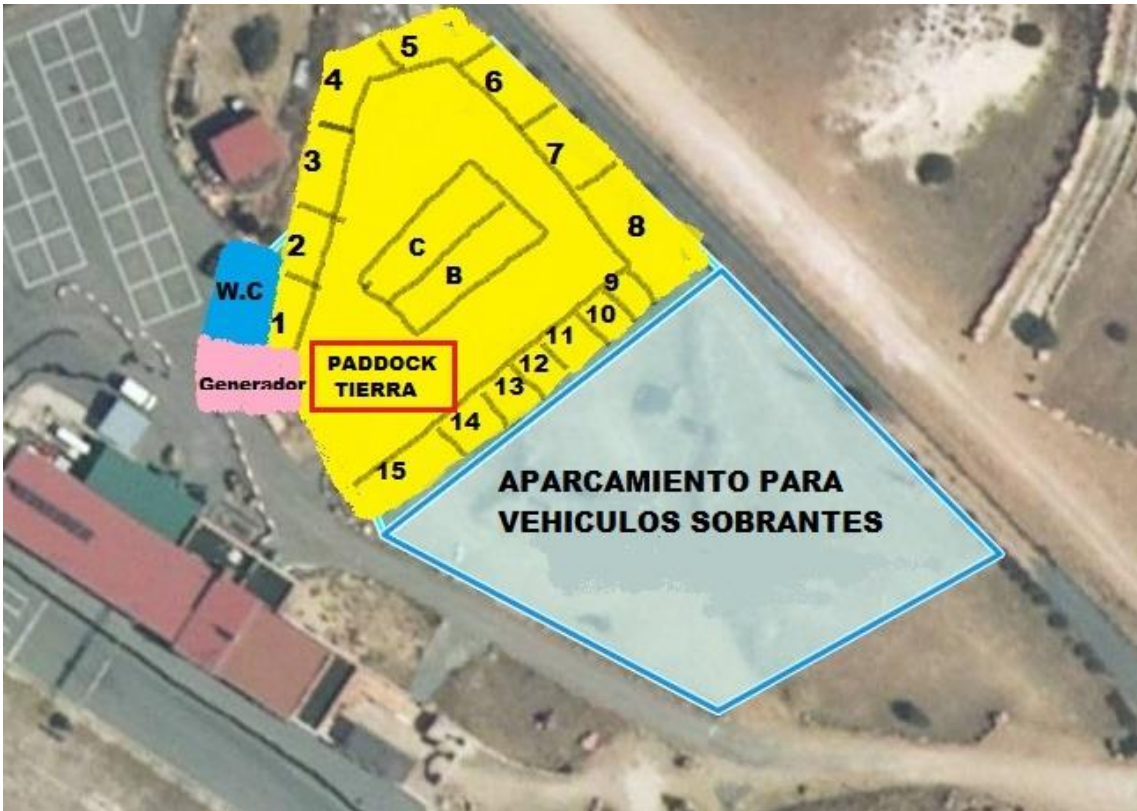 5
4
6
3
7
2
8
C
B
W.C
1
9
10
11
12
13
14
15
Generador
PADDOCK
TIERRA
APARCAMIENTO PARA
VEHICULOS SOBRANTES